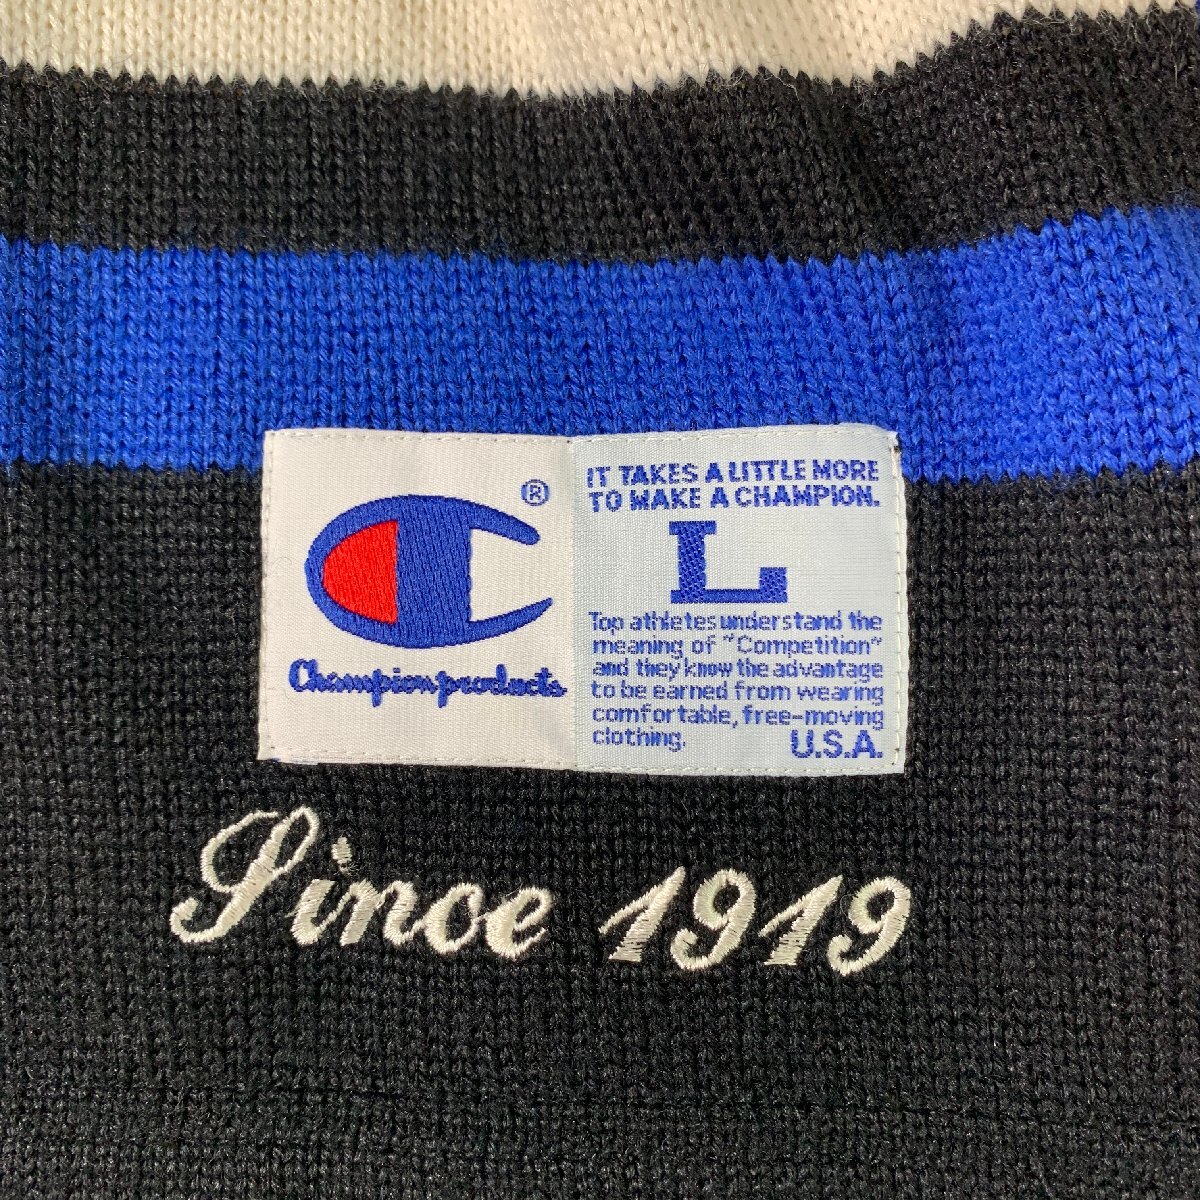 ®
Champion products
IT TAKES A LITTLE MORE
TO MAKE A CHAMPION.
L
Top athletes understand the
meaning of "Competition"
and they know the advantage
to be earned from wearing
comfortable, free-moving
clothing.
U.S.A.
Since 1919